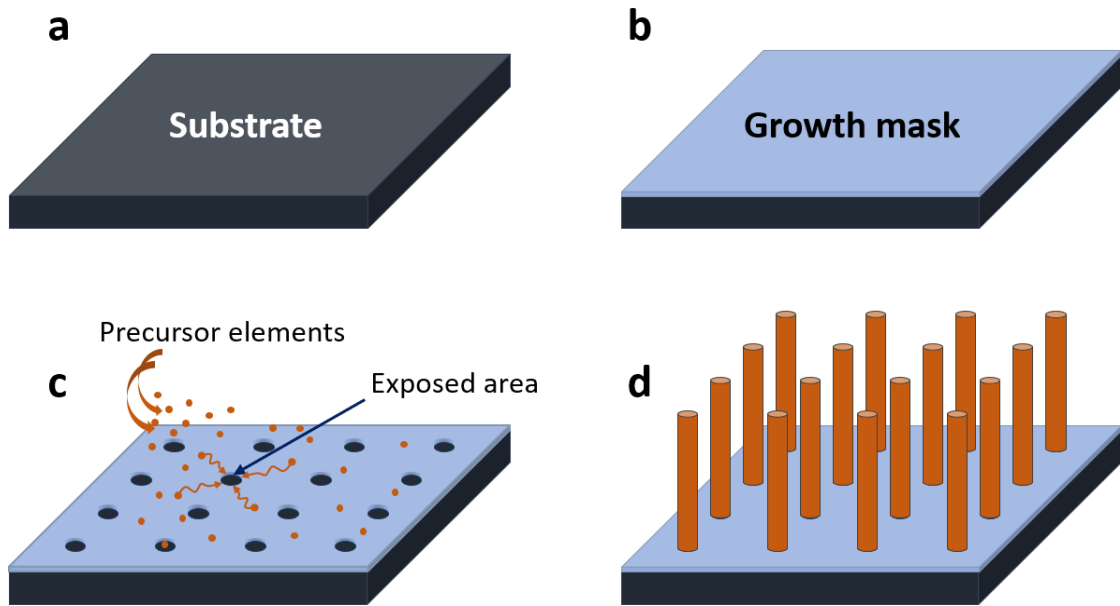 a
Substrate
b
Growth mask
Precursor elements
c
Exposed area
d